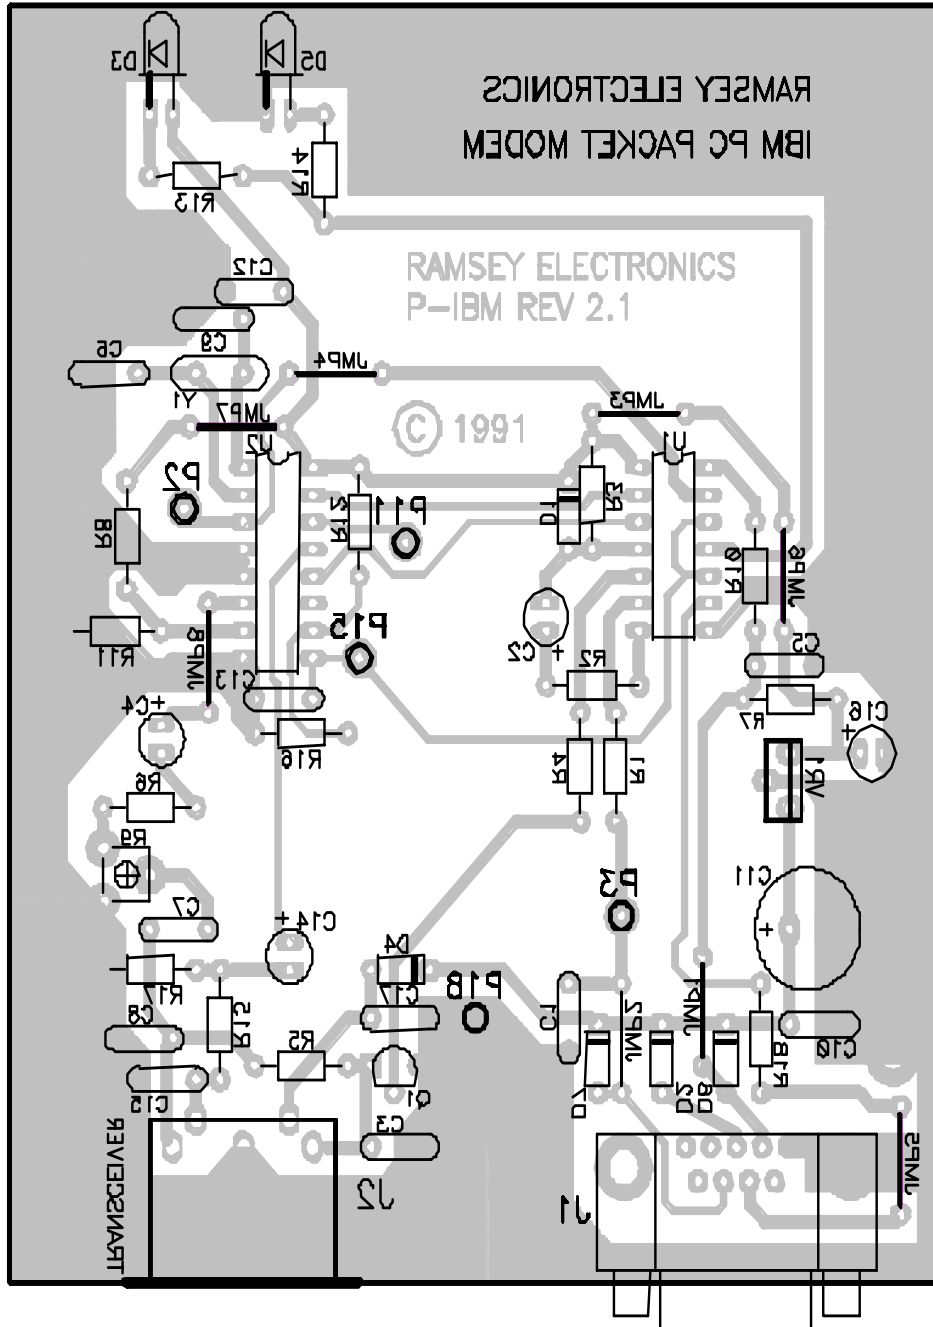 D3
D5
RAMSEY ELECTRONICS
IBM PC PACKET MODEM
R14
R13
C12
RAMSEY ELECTRONICS
P-IBM REV 2.1
C9
C6
JMP4
Y1
JMP7
JMP3
© 1991
U2
U1
P2
R8
R12
P11
D1
R3
R10
JMP6
P15
R11
JMP8
C2
+
R2
C5
C13
C4
+
R7
C16
+
R16
R4
R1
VR1
R6
R9
C11
+
P3
C7
C14
+
D4
R17
C17
P18
C8
R15
C1
JMP2
JMP1
R18
C10
R5
C15
Q1
D7
D2
D6
C3
TRANSCEIVER
J2
J1
JMP5